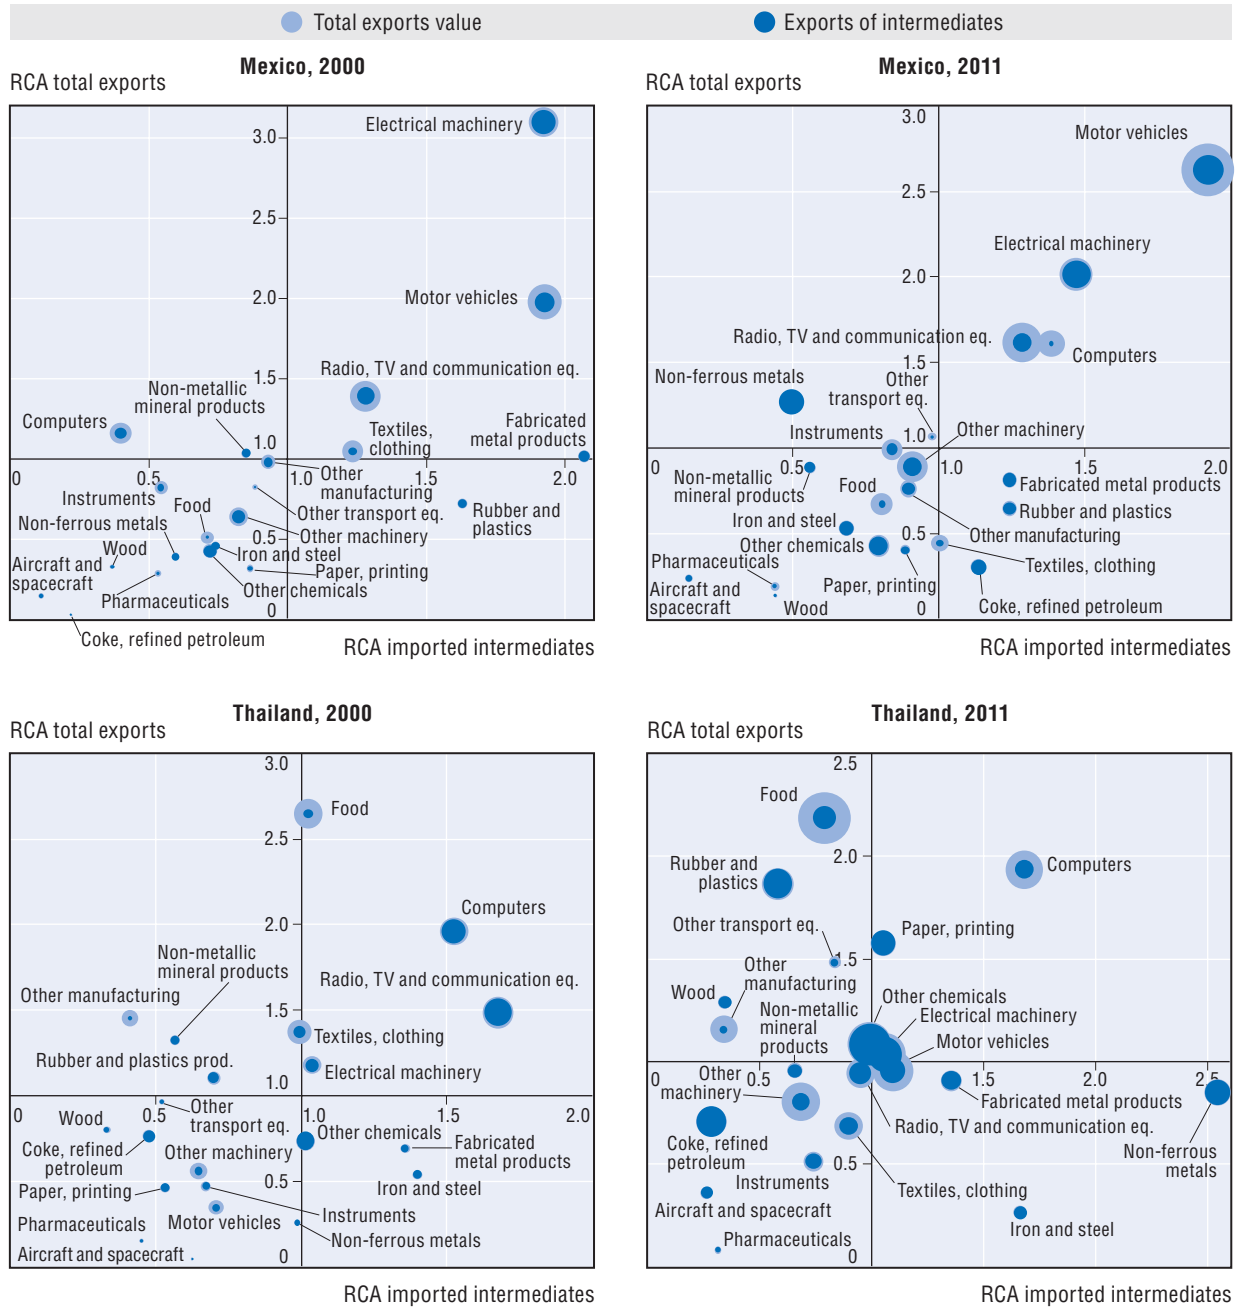 Total exports value
Exports of intermediates
Mexico, 2000
RCA total exports
3.0
Electrical machinery
2.5
2.0
Motor vehicles
Radio, TV and communication eq.
1.5
Non-metallic
mineral products
Computers
1.0
Textiles,
clothing
Fabricated
metal products
0
0.5
1.0
1.5
2.0
Other
manufacturing
Instruments
Food
Other transport eq.
Rubber and
plastics
Non-ferrous metals
0.5
Other machinery
Wood
Iron and steel
Aircraft and
spacecraft
Paper, printing
Pharmaceuticals
Other chemicals
0
Coke, refined petroleum
RCA imported intermediates
Mexico, 2011
RCA total exports
3.0
Motor vehicles
2.5
Electrical machinery
2.0
Radio, TV and communication eq.
Computers
1.5
Non-ferrous metals
Other
transport eq.
Instruments
1.0
Other machinery
0
0.5
1.0
1.5
2.0
Non-metallic
mineral products
Food
Fabricated metal products
Rubber and plastics
Iron and steel
0.5
Other manufacturing
Other chemicals
Pharmaceuticals
Textiles, clothing
Aircraft and
spacecraft
Paper, printing
Wood
0
Coke, refined petroleum
RCA imported intermediates
Thailand, 2000
RCA total exports
3.0
Food
2.5
Computers
2.0
Non-metallic
mineral products
Radio, TV and communication eq.
Other manufacturing
1.5
Textiles, clothing
Rubber and plastics prod.
Electrical machinery
1.0
0
0.5
1.0
1.5
2.0
Wood
Other
transport eq.
Other chemicals
Coke, refined
petroleum
Other machinery
Fabricated
metal products
Paper, printing
0.5
Iron and steel
Pharmaceuticals
Motor vehicles
Instruments
Non-ferrous metals
Aircraft and spacecraft
0
RCA imported intermediates
Thailand, 2011
RCA total exports
2.5
Food
2.0
Rubber and
plastics
Computers
Other transport eq.
Paper, printing
1.5
Other
manufacturing
Wood
Non-metallic
mineral
products
Other chemicals
Electrical machinery
Motor vehicles
0
0.5
1.0
1.5
2.0
2.5
Other
machinery
Fabricated metal products
Radio, TV and communication eq.
Coke, refined
petroleum
Non-ferrous
metals
0.5
Instruments
Textiles, clothing
Aircraft and spacecraft
Iron and steel
Pharmaceuticals
0
RCA imported intermediates